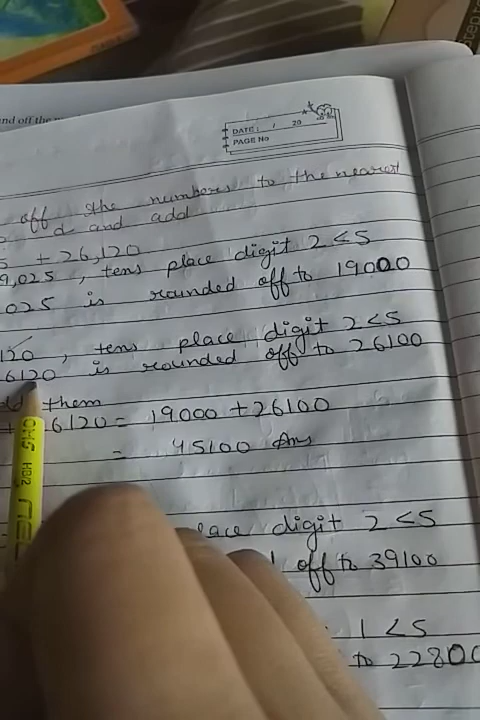 nd off the
DATE: / 20
PAGE No
off the numbers to the nearest
d and add
5 + 26,120
9,025, tens place digit 2<5
025 is rounded off to 19000
120, tens place digit 2<5
6120 is rounded off to 26100
dd them
+ 6120 = 19000 + 26100
= 45100 Ans
lace digit 2<5
off to 39100
1<5
to 22800